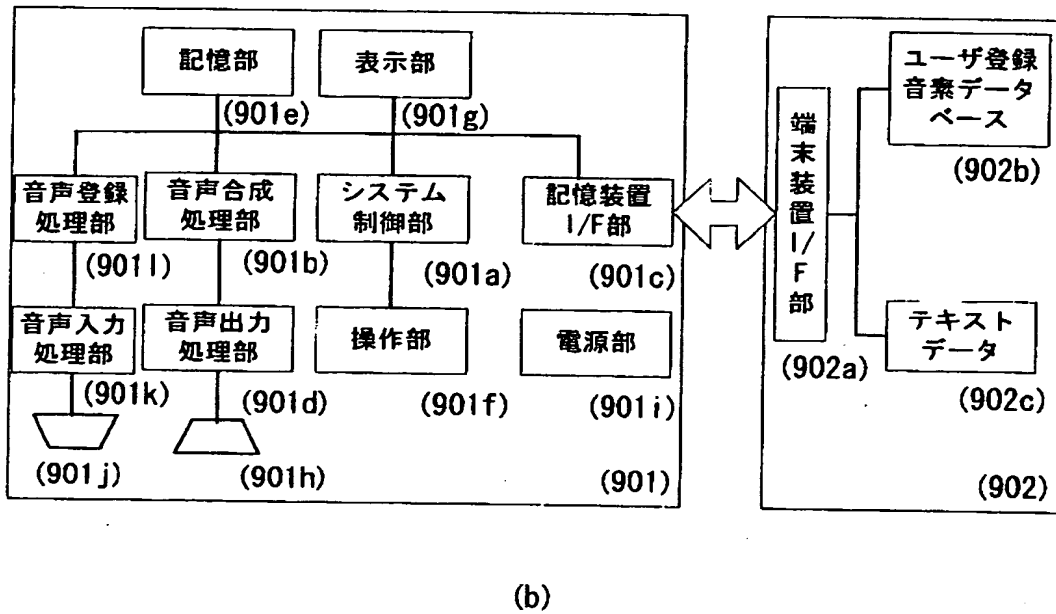 記憶部
表示部
(901e)
(901g)
音声登録
処理部
音声合成
処理部
システム
制御部
記憶装置
I/F部
(901l)
(901b)
(901a)
(901c)
音声入力
処理部
音声出力
処理部
操作部
電源部
(901k)
(901d)
(901f)
(901i)
(901j)
(901h)
(901)
端末装置I/F部
(902a)
ユーザ登録
音素データ
ベース
(902b)
テキスト
データ
(902c)
(902)
(b)